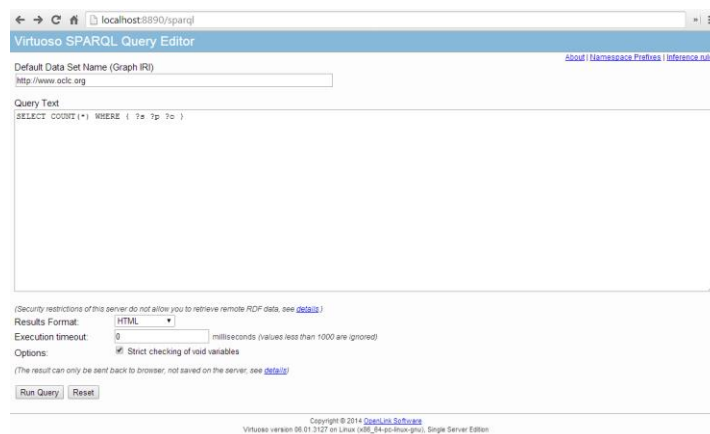 localhost:8890/sparql
Virtuoso SPARQL Query Editor
About | Namespace Prefixes | Inference rul
Default Data Set Name (Graph IRI)
http://www.oclc.org
Query Text
SELECT COUNT(*) WHERE { ?s ?p ?o }
(Security restrictions of this server do not allow you to retrieve remote RDF data, see details.)
Results Format: HTML
Execution timeout: 0 milliseconds (values less than 1000 are ignored)
Options: Strict checking of void variables
(The result can only be sent back to browser, not saved on the server, see details)
Run Query Reset
Copyright © 2014 OpenLink Software
Virtuoso version 06.01.3127 on Linux (x86_64-pc-linux-gnu), Single Server Edition